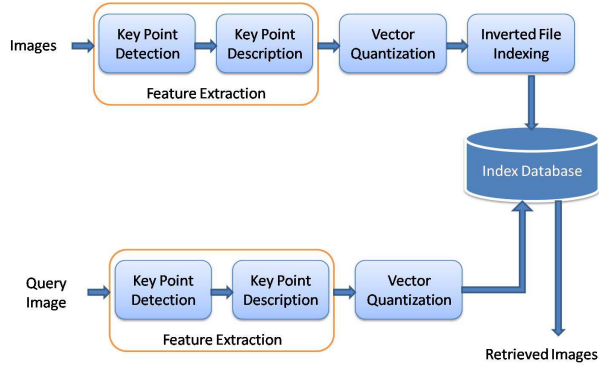 Images
Key Point
Detection
Key Point
Description
Feature Extraction
Vector
Quantization
Inverted File
Indexing
Index Database
Query
Image
Key Point
Detection
Key Point
Description
Feature Extraction
Vector
Quantization
Retrieved Images